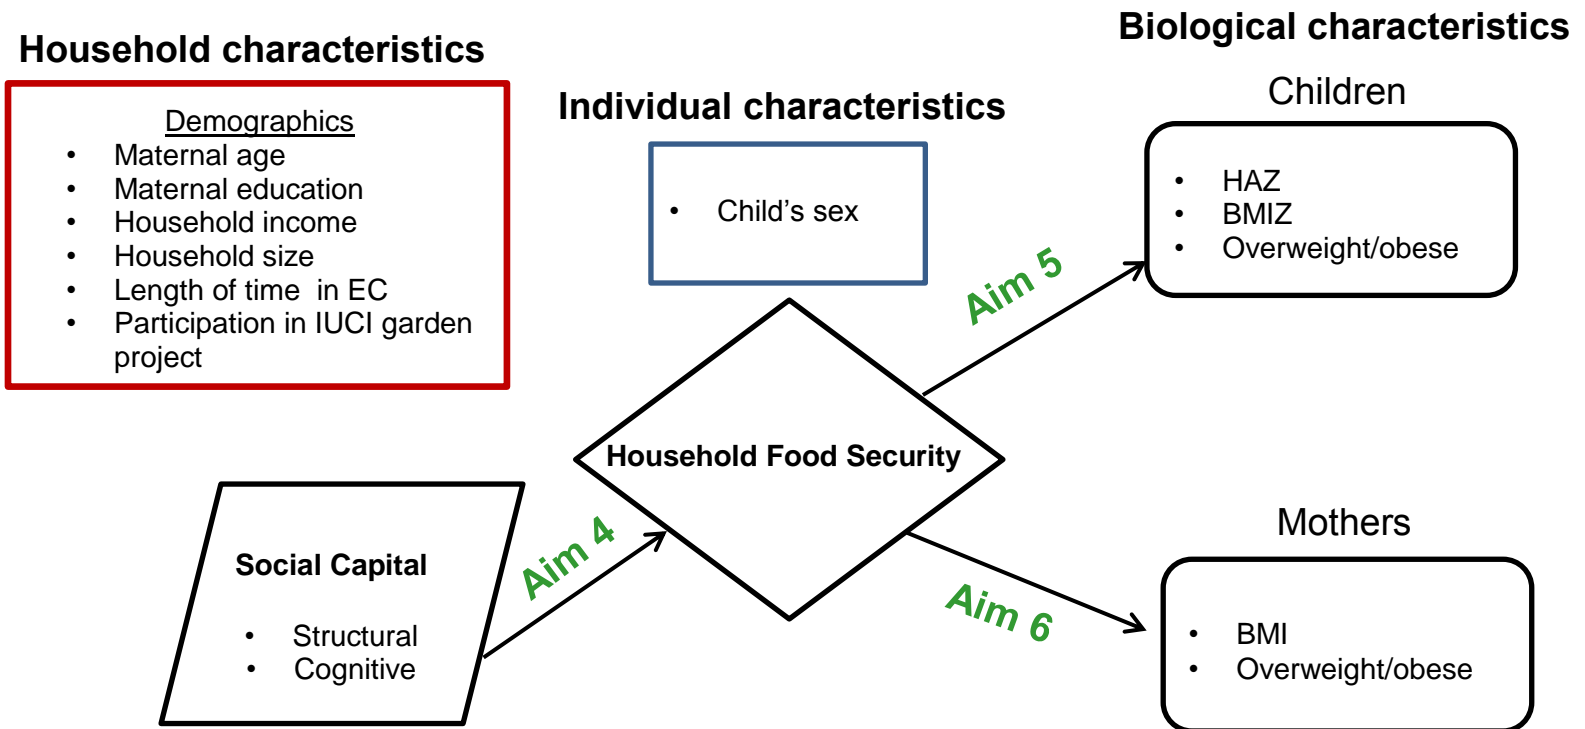 Household characteristics
Demographics
• Maternal age
• Maternal education
• Household income
• Household size
• Length of time in EC
• Participation in IUCI garden
project
Individual characteristics
• Child’s sex
Biological characteristics
Children
• HAZ
• BMIZ
• Overweight/obese
Aim 5
Household Food Security
Social Capital
• Structural
• Cognitive
Aim 4
Aim 6
Mothers
• BMI
• Overweight/obese